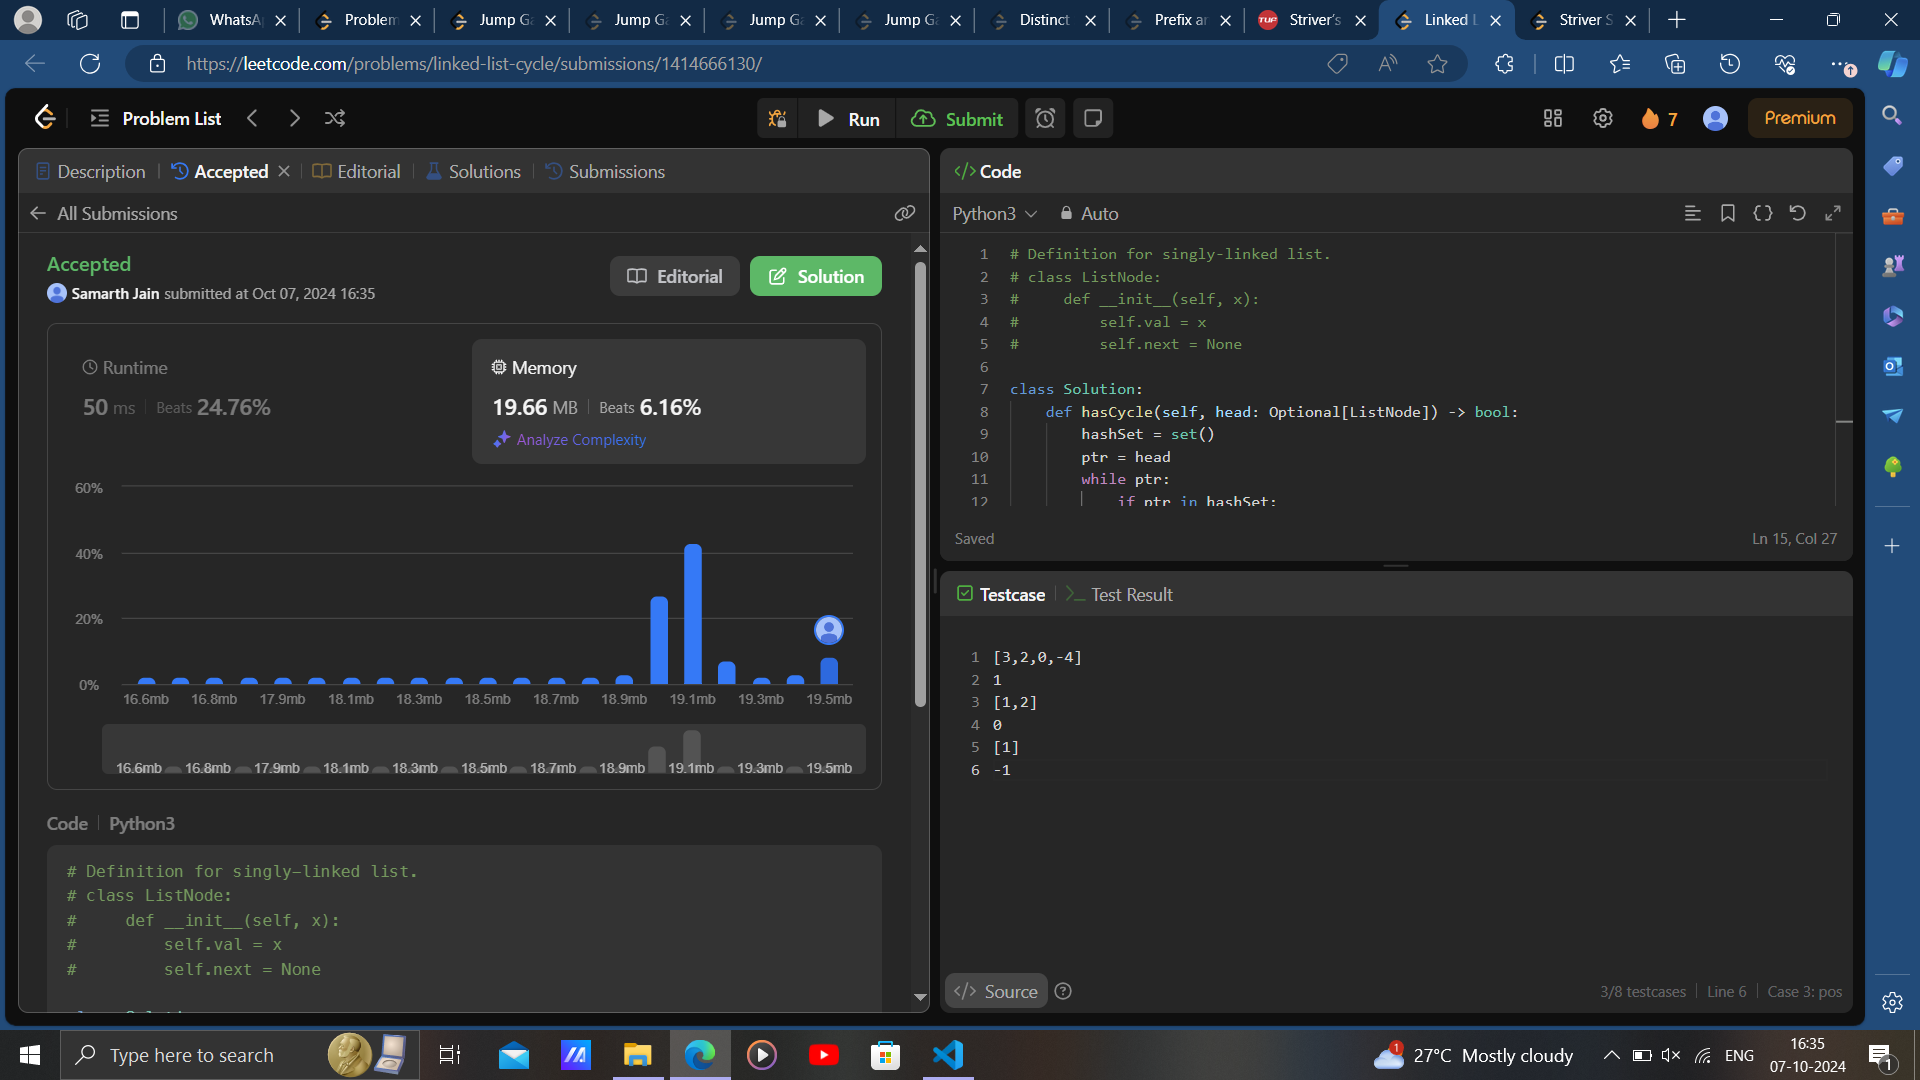 WhatsA
Problem
Jump Ga
Jump Ga
Jump Ga
Jump Ga
Distinct
Prefix ar
TUF
Striver's
Linked L
Striver S
https://leetcode.com/problems/linked-list-cycle/submissions/1414666130/
Problem List
Run
Submit
7
Premium
Description
Accepted
Editorial
Solutions
Submissions
All Submissions
Accepted
Samarth Jain submitted at Oct 07, 2024 16:35
Editorial
Solution
Runtime
50 ms
Beats 24.76%
Memory
19.66 MB
Beats 6.16%
Analyze Complexity
60%
40%
20%
0%
16.6mb 16.8mb 17.9mb 18.1mb 18.3mb 18.5mb 18.7mb 18.9mb 19.1mb 19.3mb 19.5mb
16.6mb 16.8mb 17.9mb 18.1mb 18.3mb 18.5mb 18.7mb 18.9mb 19.1mb 19.3mb 19.5mb
Code
Python3
# Definition for singly-linked list.
# class ListNode:
#     def __init__(self, x):
#         self.val = x
#         self.next = None
</> Code
Python3
Auto
1 # Definition for singly-linked list.
2 # class ListNode:
3 #     def __init__(self, x):
4 #         self.val = x
5 #         self.next = None
6
7 class Solution:
8     def hasCycle(self, head: Optional[ListNode]) -> bool:
9         hashSet = set()
10         ptr = head
11         while ptr:
12             if ptr in hashSet:
Saved
Ln 15, Col 27
Testcase
Test Result
1 [3,2,0,-4]
2 1
3 [1,2]
4 0
5 [1]
6 -1
</> Source
3/8 testcases
Line 6
Case 3: pos
Type here to search
1
27°C Mostly cloudy
ENG
16:35
07-10-2024
1